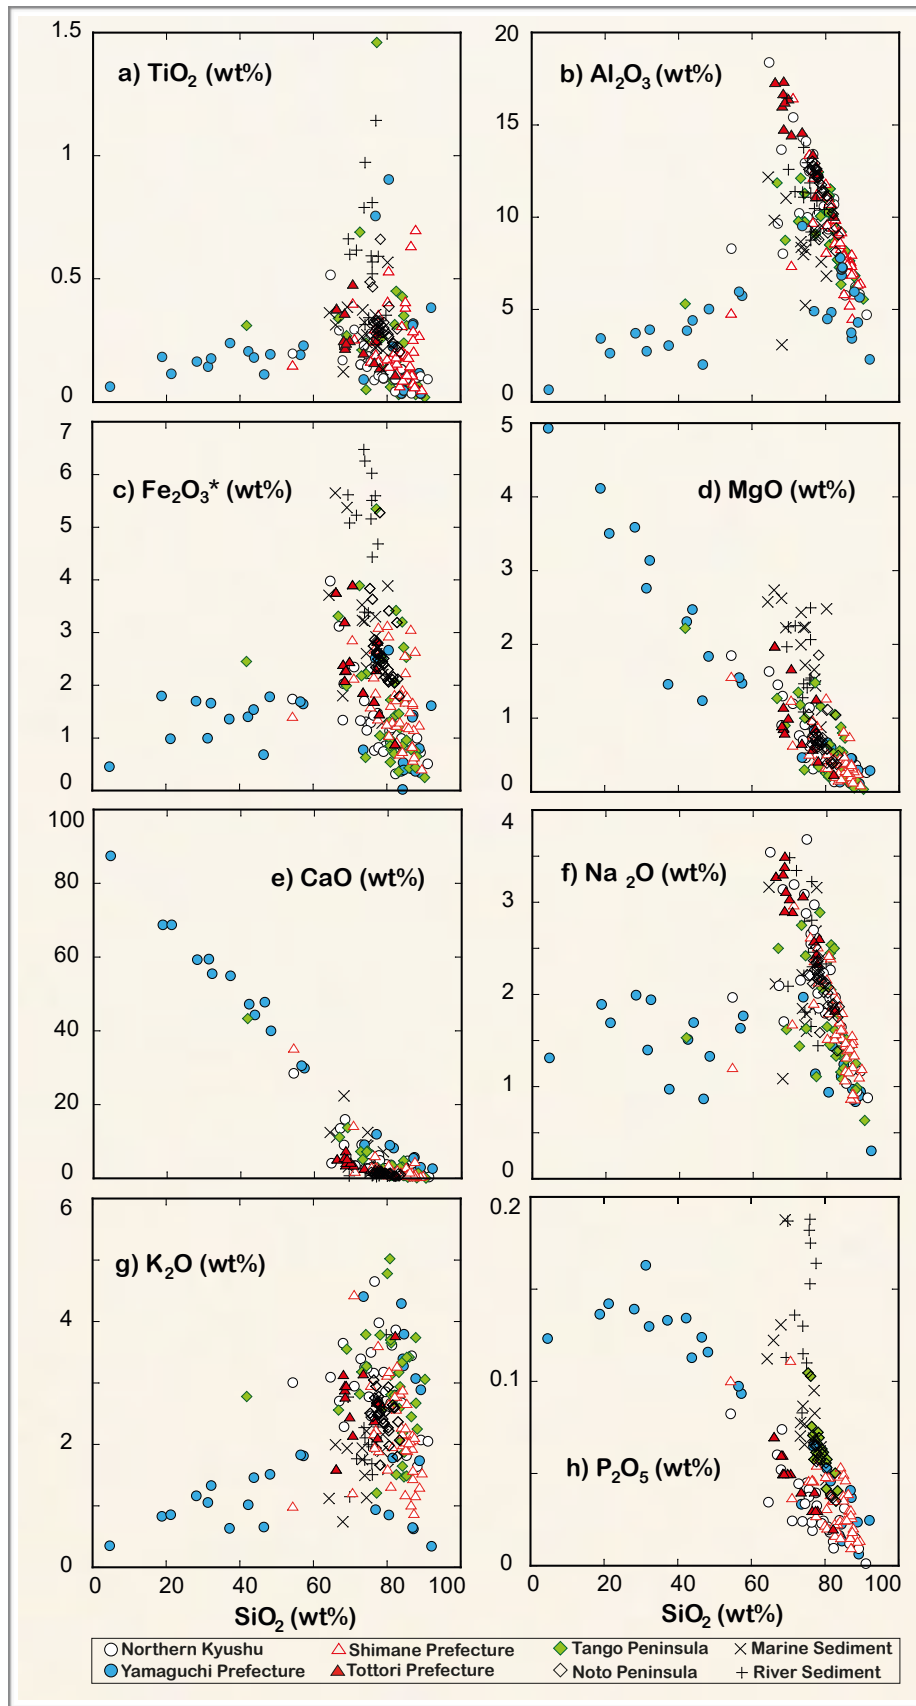 1.5
1
0.5
0
a) TiO₂ (wt%)
20
15
10
5
0
b) Al₂O₃ (wt%)
7
6
5
4
3
2
1
0
c) Fe₂O₃* (wt%)
5
4
3
2
1
0
d) MgO (wt%)
100
80
60
40
20
0
e) CaO (wt%)
4
3
2
1
0
f) Na ₂O (wt%)
6
4
2
0
g) K₂O (wt%)
0 20 40 60 80 100
SiO₂ (wt%)
0.2
0.1
0
h) P₂O₅ (wt%)
0 20 40 60 80 100
SiO₂ (wt%)
Northern Kyushu Shimane Prefecture Tango Peninsula Marine Sediment
Yamaguchi Prefecture Tottori Prefecture Noto Peninsula River Sediment